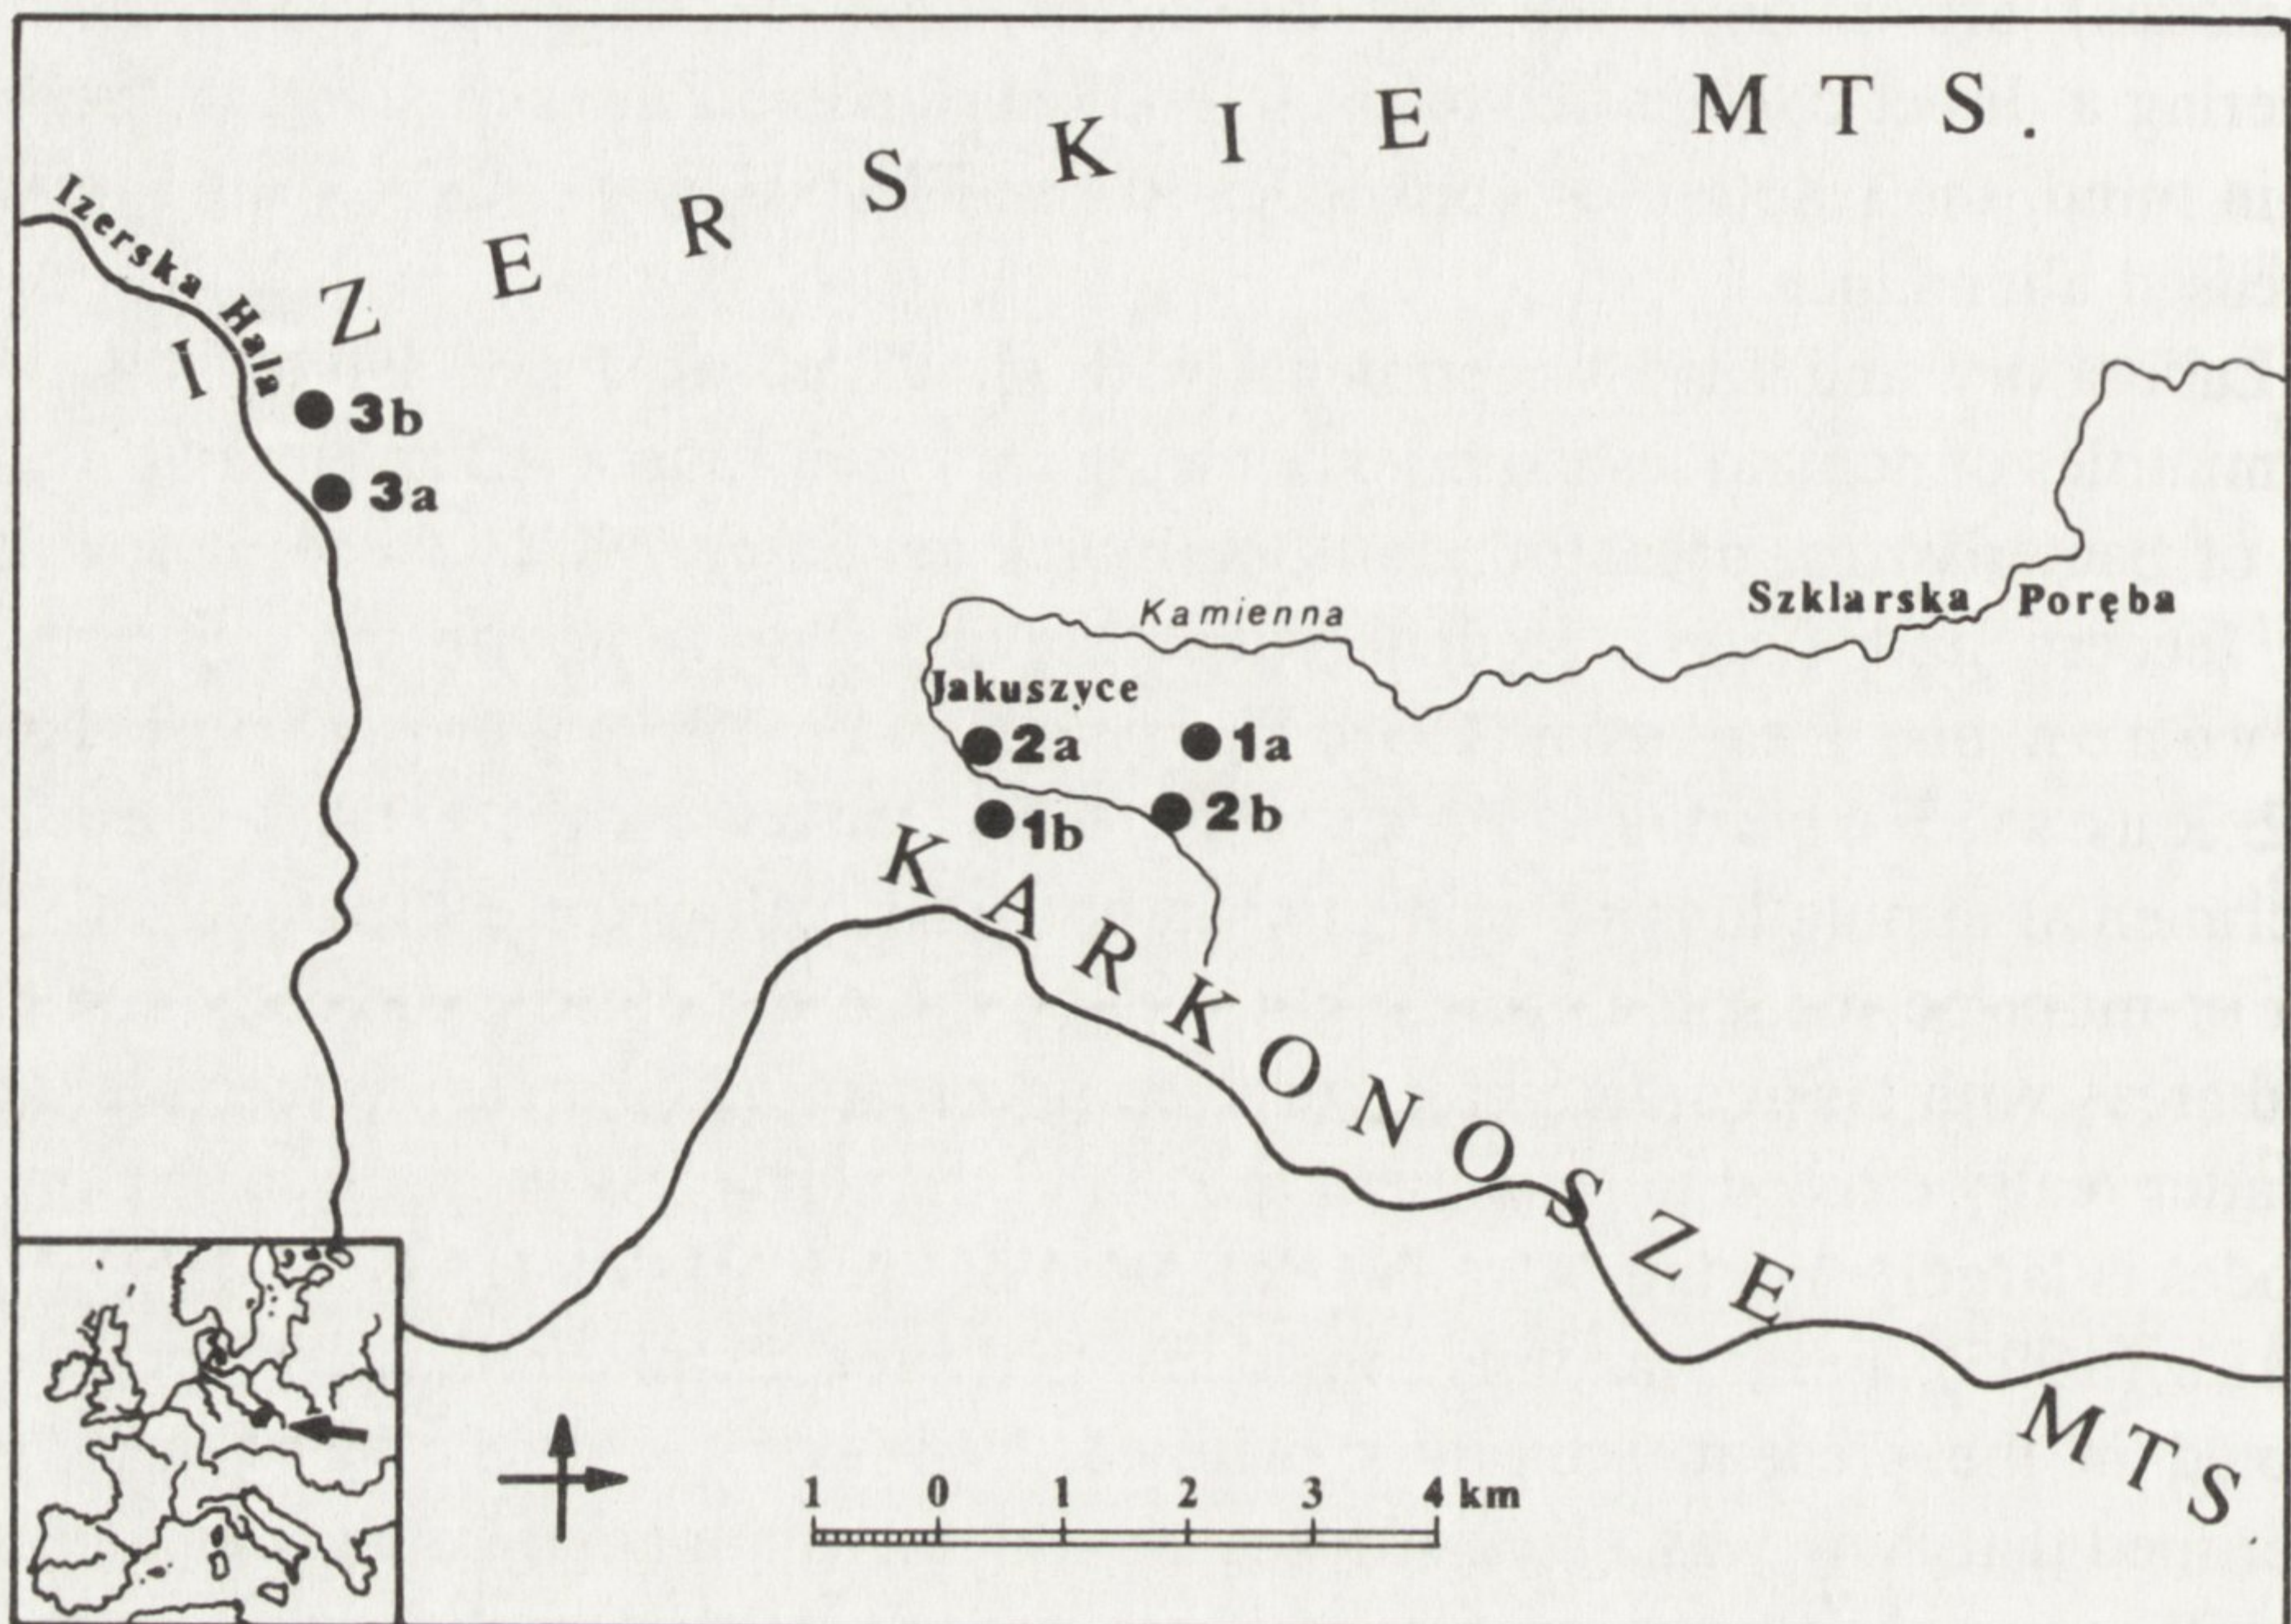 IZERSKIE MTS.
Izerska Hala
3b
3a
Kamienna
Szklarska Poręba
Jakuszyce
2a
1a
1b
2b
KARKONOSZE MTS.
1 0 1 2 3 4 km